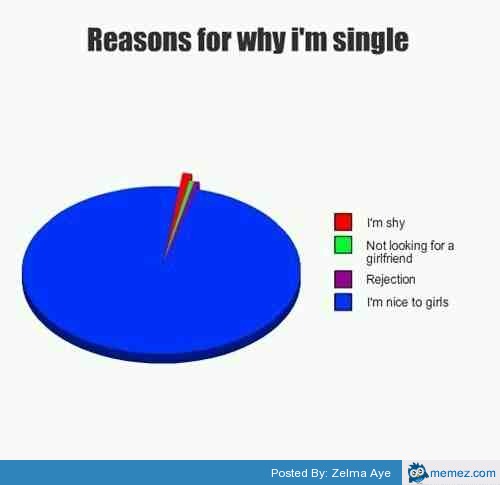 Reasons for why i'm single
I'm shy
Not looking for a
girlfriend
Rejection
I'm nice to girls
Posted By: Zelma Aye
memez.com